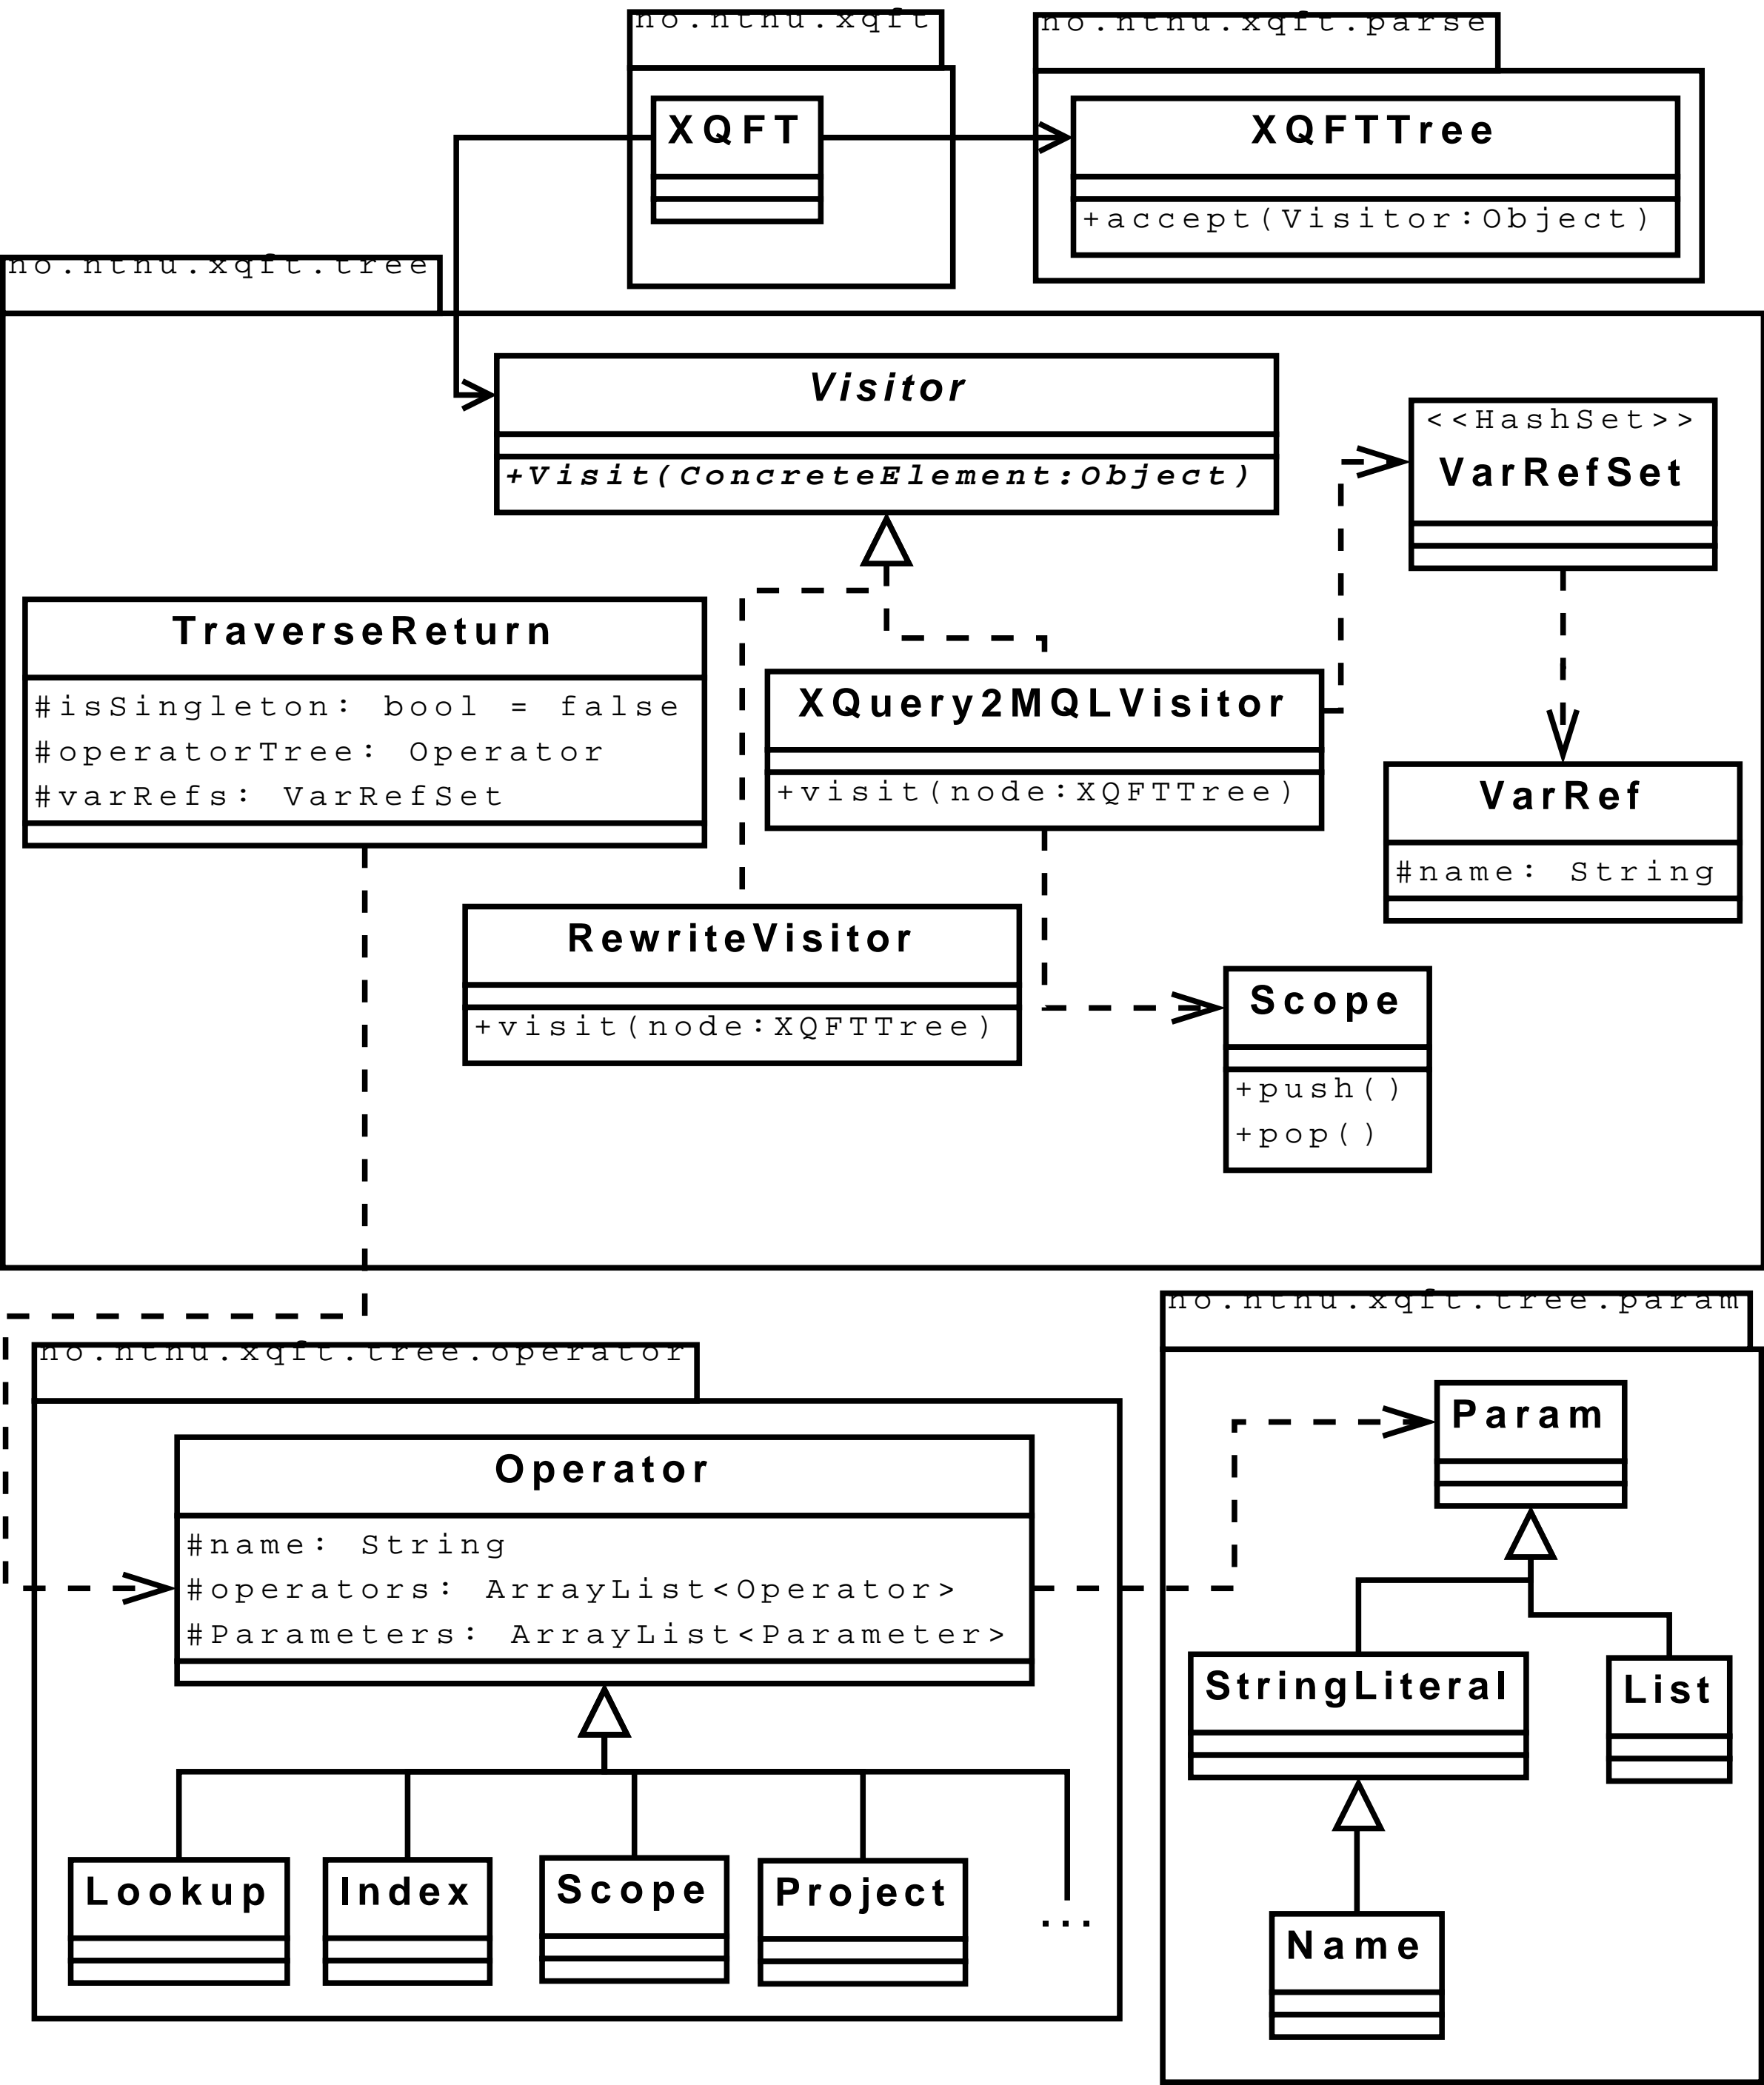 no.ntnu.xqft
no.ntnu.xqft.parse
XQFT
XQFTTree
+accept(Visitor:Object)
no.ntnu.xqft.tree
Visitor
+Visit(ConcreteElement:Object)
<<HashSet>>
VarRefSet
TraverseReturn
#isSingleton: bool = false
#operatorTree: Operator
#varRefs: VarRefSet
XQuery2MQLVisitor
+visit(node:XQFTTree)
VarRef
#name: String
RewriteVisitor
+visit(node:XQFTTree)
Scope
+push()
+pop()
no.ntnu.xqft.tree.operator
Operator
#name: String
#operators: ArrayList<Operator>
#Parameters: ArrayList<Parameter>
Lookup
Index
Scope
Project
...
no.ntnu.xqft.tree.param
Param
StringLiteral
List
Name